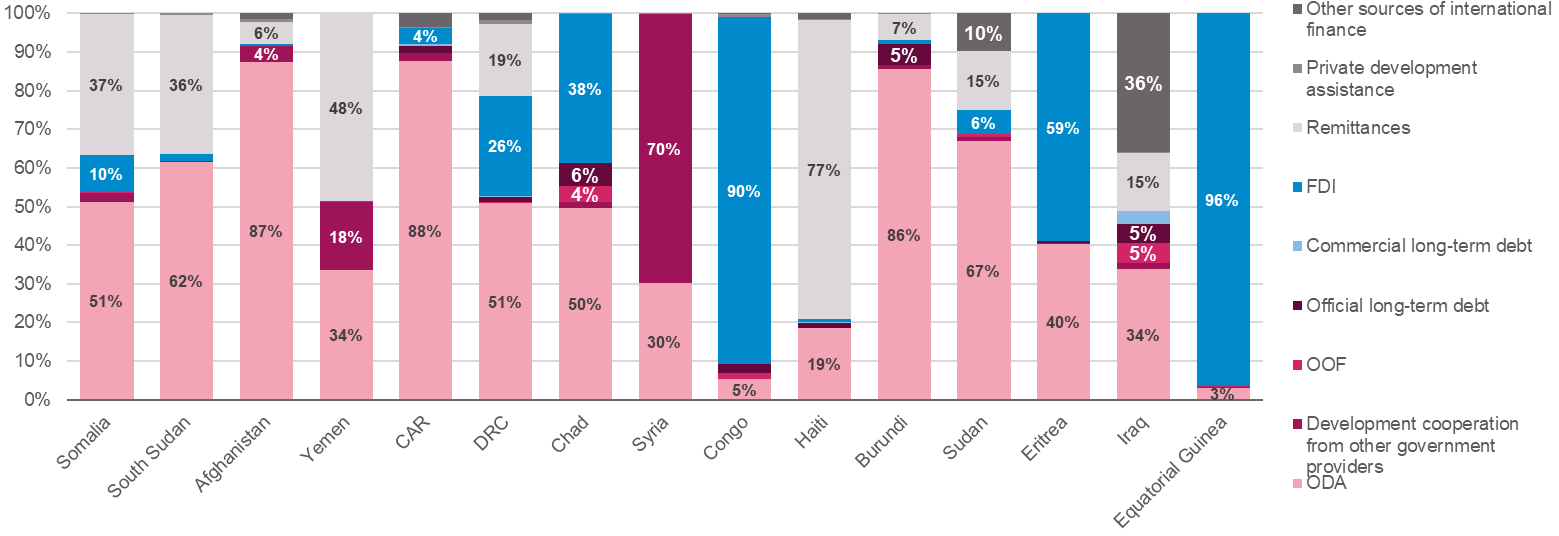 100%
90%
80%
70%
60%
50%
40%
30%
20%
10%
0%
37%
10%
51%
36%
62%
6%
4%
87%
48%
18%
34%
4%
88%
19%
26%
51%
38%
6%
4%
50%
70%
30%
90%
5%
77%
19%
7%
5%
86%
10%
15%
6%
67%
59%
40%
36%
15%
5%
5%
34%
96%
3%
Somalia
South Sudan
Afghanistan
Yemen
CAR
DRC
Chad
Syria
Congo
Haiti
Burundi
Sudan
Eritrea
Iraq
Equatorial Guinea
Other sources of international
finance
Private development
assistance
Remittances
FDI
Commercial long-term debt
Official long-term debt
OOF
Development cooperation
from other government
providers
ODA